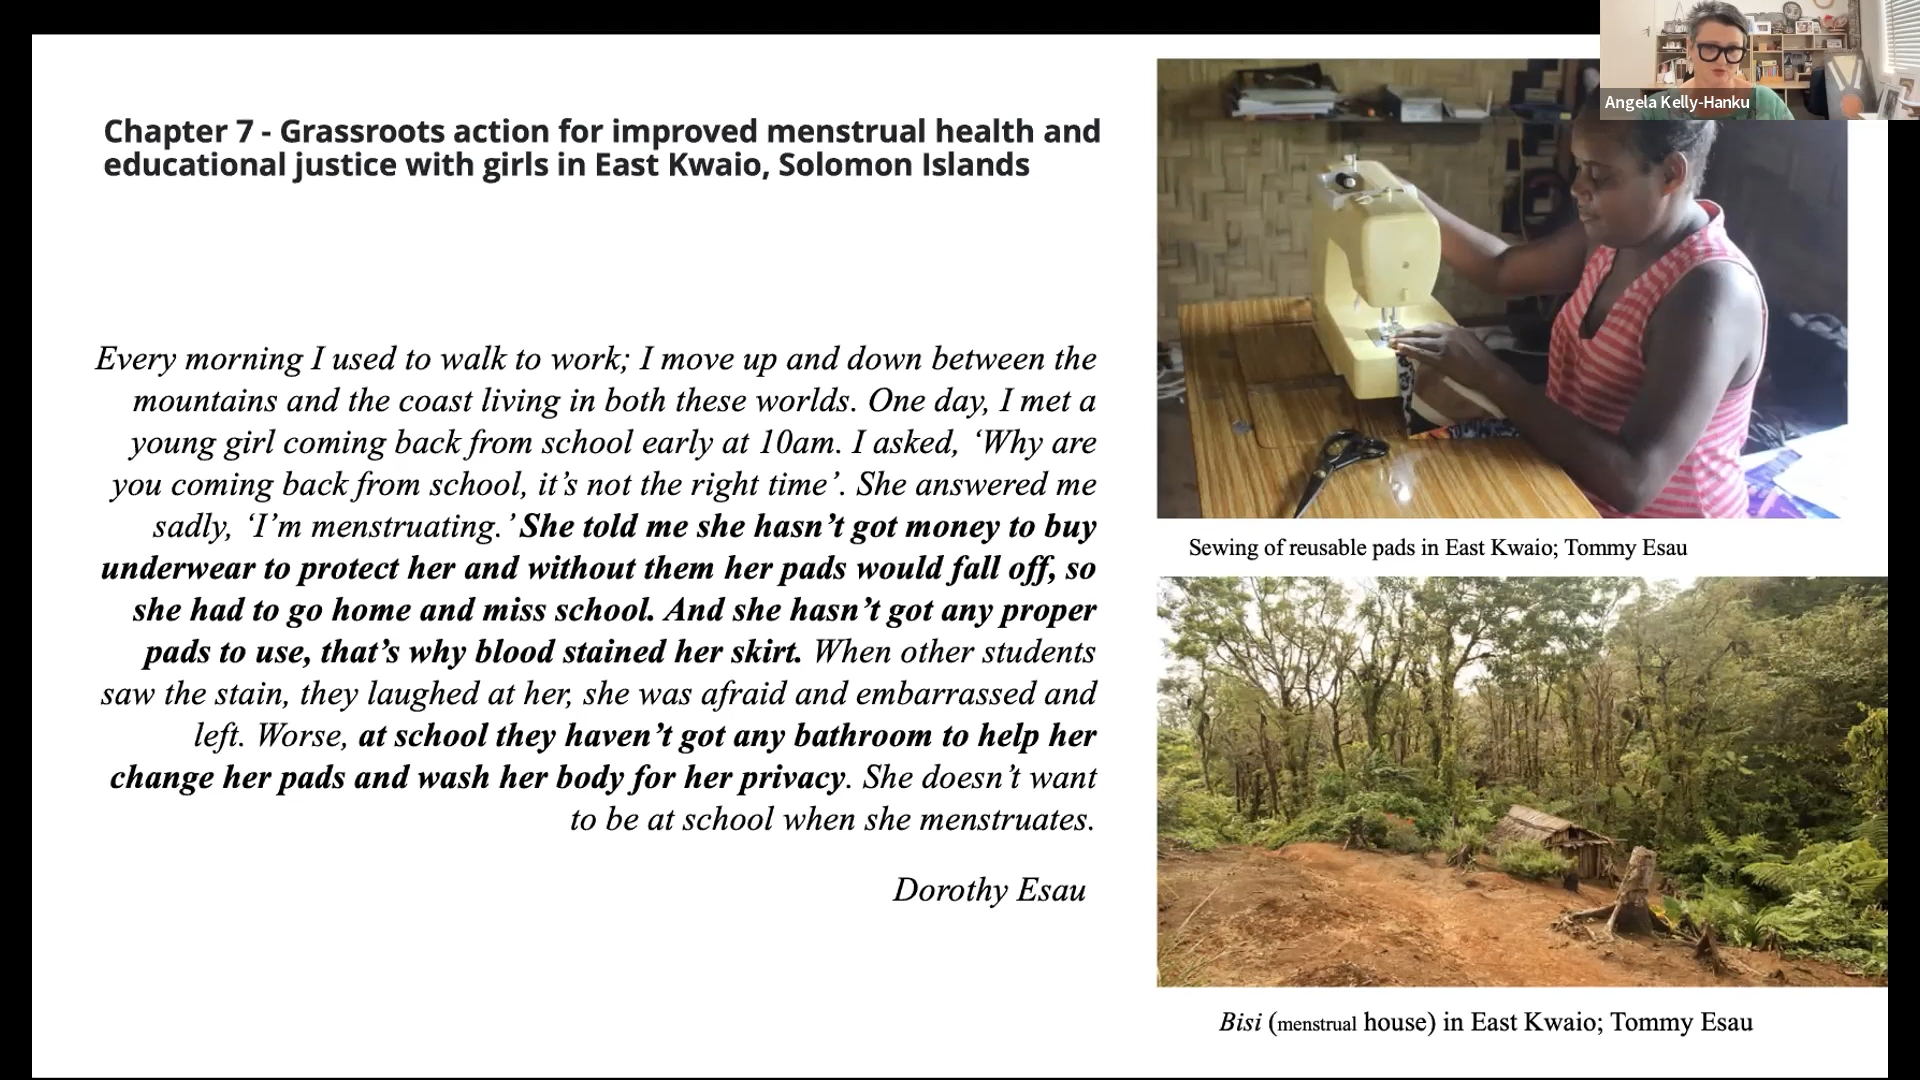 Angela Kelly-Hanku
Chapter 7 - Grassroots action for improved menstrual health and
educational justice with girls in East Kwaio, Solomon Islands
Every morning I used to walk to work; I move up and down between the
mountains and the coast living in both these worlds. One day, I met a
young girl coming back from school early at 10am. I asked, ‘Why are
you coming back from school, it’s not the right time’. She answered me
sadly, ‘I’m menstruating.’ She told me she hasn’t got money to buy
underwear to protect her and without them her pads would fall off, so
she had to go home and miss school. And she hasn’t got any proper
pads to use, that’s why blood stained her skirt. When other students
saw the stain, they laughed at her, she was afraid and embarrassed and
left. Worse, at school they haven’t got any bathroom to help her
change her pads and wash her body for her privacy. She doesn’t want
to be at school when she menstruates.
Dorothy Esau
Sewing of reusable pads in East Kwaio; Tommy Esau
Bisi (menstrual house) in East Kwaio; Tommy Esau